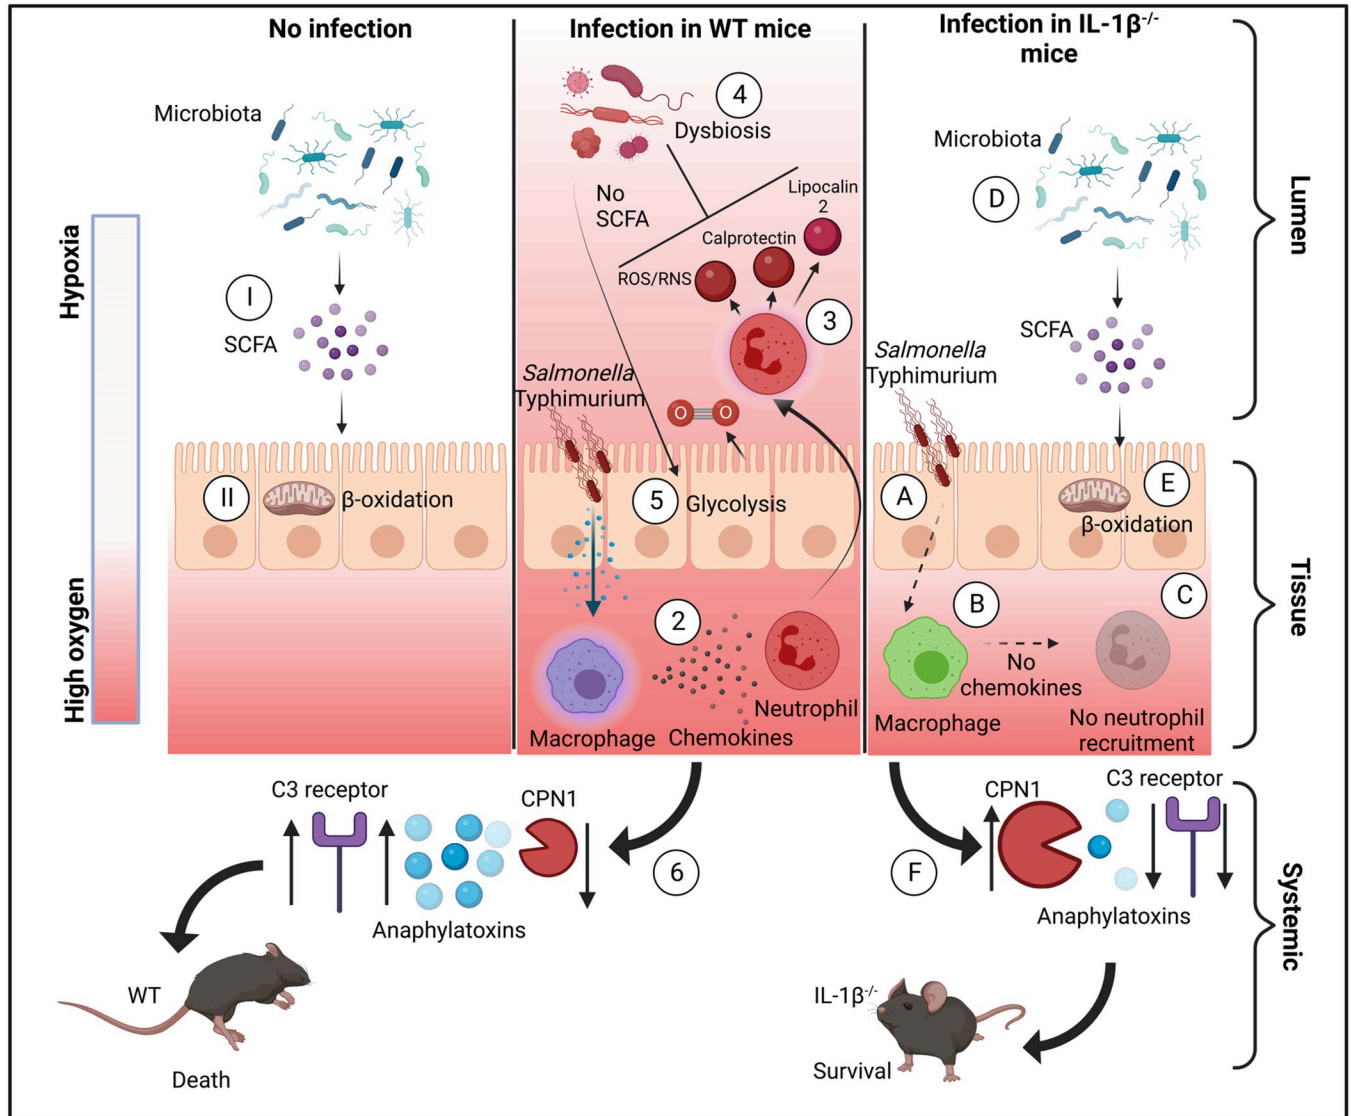 No infection
Infection in WT mice
Infection in IL-1β-/-
mice
Hypoxia
High oxygen
Microbiota
I
SCFA
II
β-oxidation
4
Dysbiosis
No
SCFA
Lipocalin
2
Calprotectin
ROS/RNS
3
Salmonella
Typhimurium
O
O
5
Glycolysis
2
Neutrophil
Macrophage
Chemokines
Microbiota
D
SCFA
Salmonella
Typhimurium
A
E
β-oxidation
B
C
No
chemokines
Macrophage
No neutrophil
recruitment
Lumen
Tissue
Systemic
C3 receptor
CPN1
Anaphylatoxins
6
WT
Death
F
CPN1
C3 receptor
Anaphylatoxins
IL-1β-/-
Survival